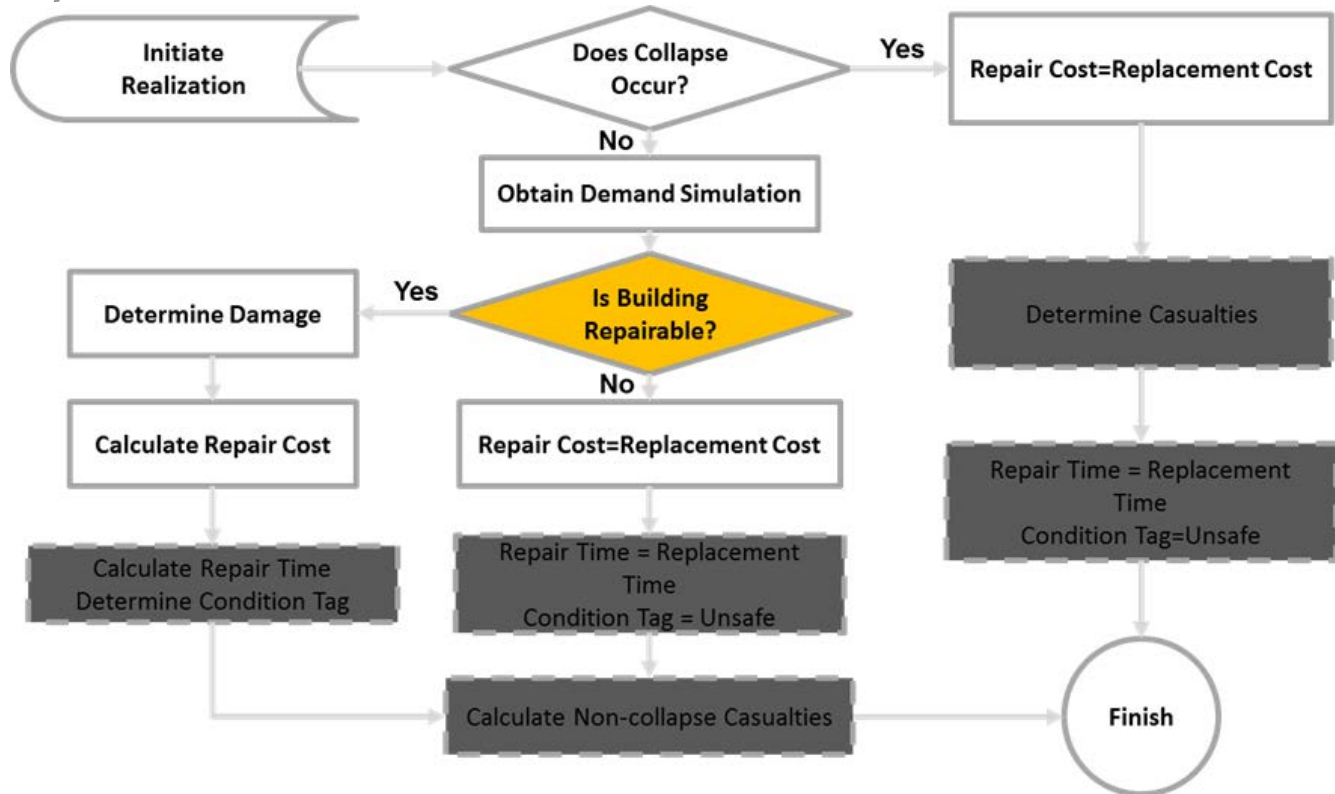 Initiate
Realization
Does Collapse
Occur?
Yes
Repair Cost=Replacement Cost
No
Obtain Demand Simulation
Determine Damage
Yes
Is Building
Repairable?
Determine Casualties
No
Calculate Repair Cost
Repair Cost=Replacement Cost
Repair Time = Replacement
Time
Condition Tag=Unsafe
Calculate Repair Time
Determine Condition Tag
Repair Time = Replacement
Time
Condition Tag = Unsafe
Calculate Non-collapse Casualties
Finish